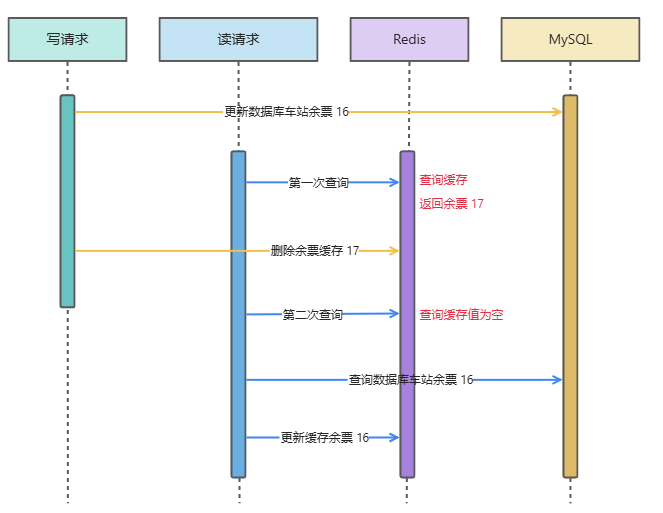 写请求
读请求
Redis
MySQL
更新数据库车站余票 16
第一次查询
查询缓存
返回余票 17
删除余票缓存 17
第二次查询
查询缓存值为空
查询数据库车站余票 16
更新缓存余票 16